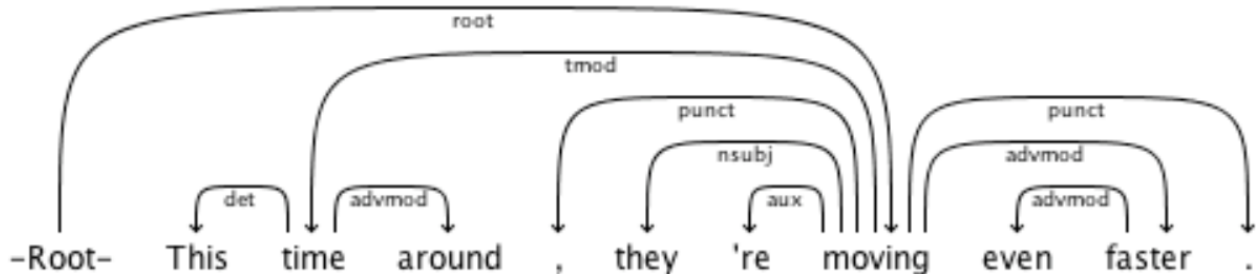 root
tmod
punct punct
nsubj advmod
det advmod aux advmod
-Root- This time around , they 're moving even faster .